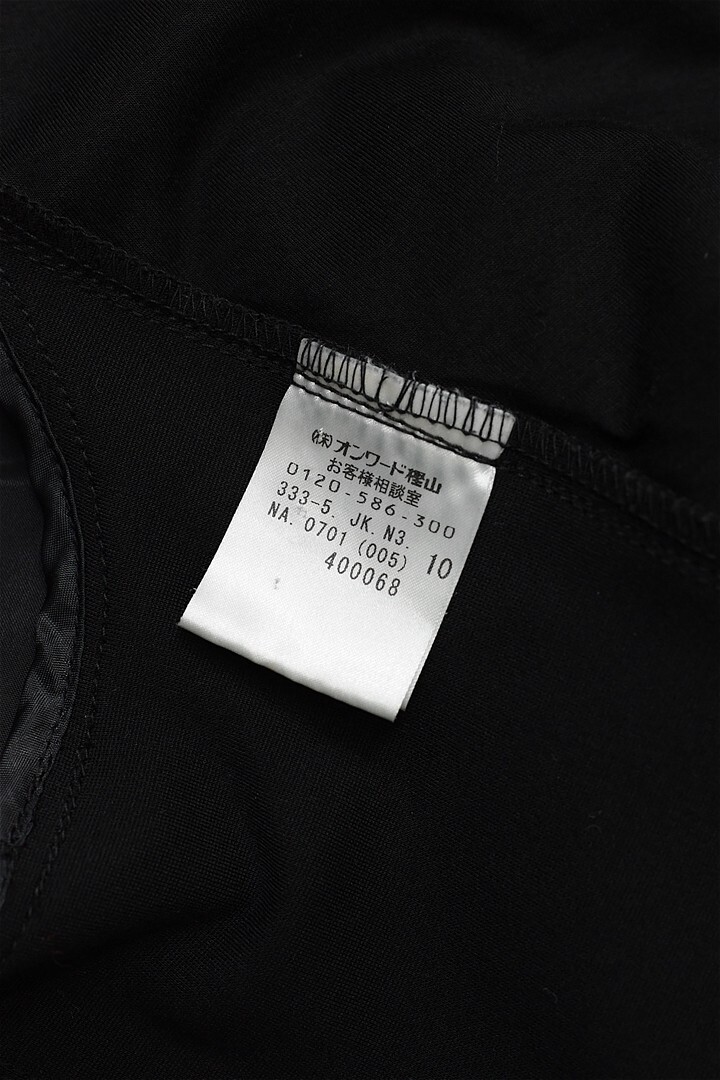 ㈱オンワード樫山
お客様相談室
0120-586-300
333-5. JK. N3.
NA. 0701 (005) 10
400068